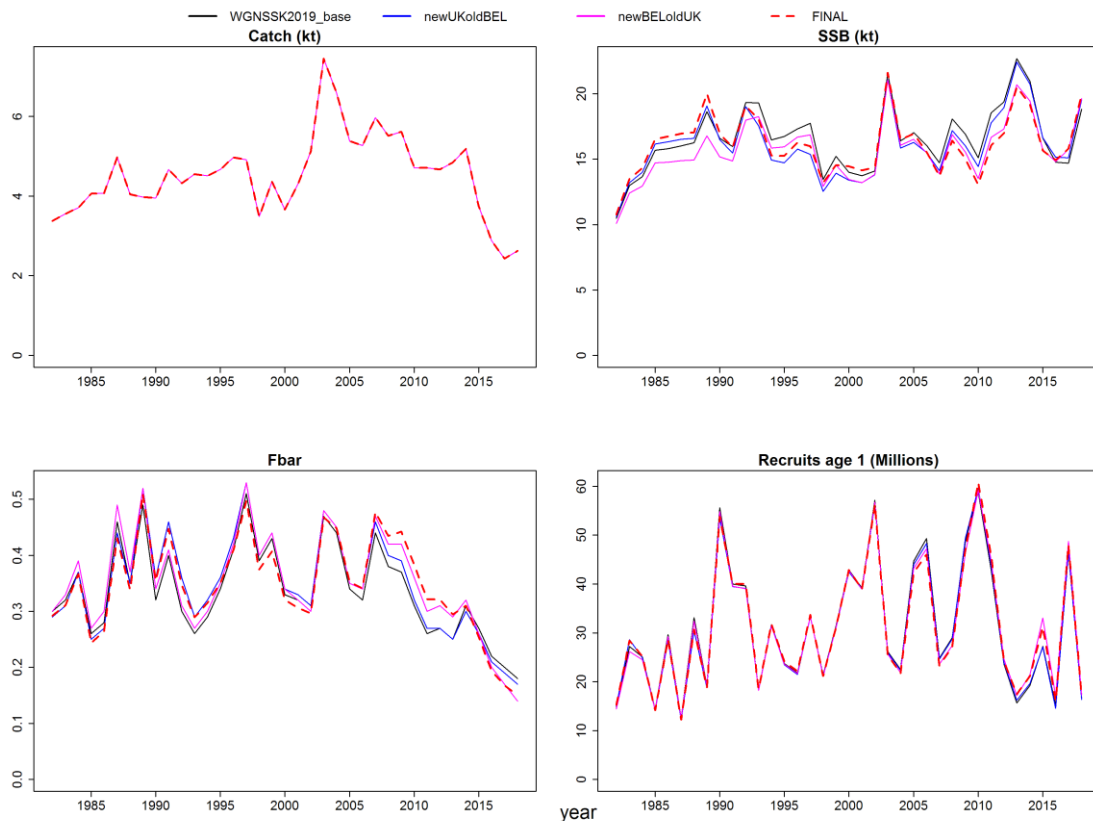 WGNSSK2019_base newUKoldBEL newBELoldUK FINAL
Catch (kt) SSB (kt)
0 2 4 6
1985 1990 1995 2000 2005 2010 2015
0 5 10 15 20
1985 1990 1995 2000 2005 2010 2015
Fbar Recruits age 1 (Millions)
0.0 0.1 0.2 0.3 0.4 0.5
1985 1990 1995 2000 2005 2010 2015
0 10 20 30 40 50 60
1985 1990 1995 2000 2005 2010 2015
year